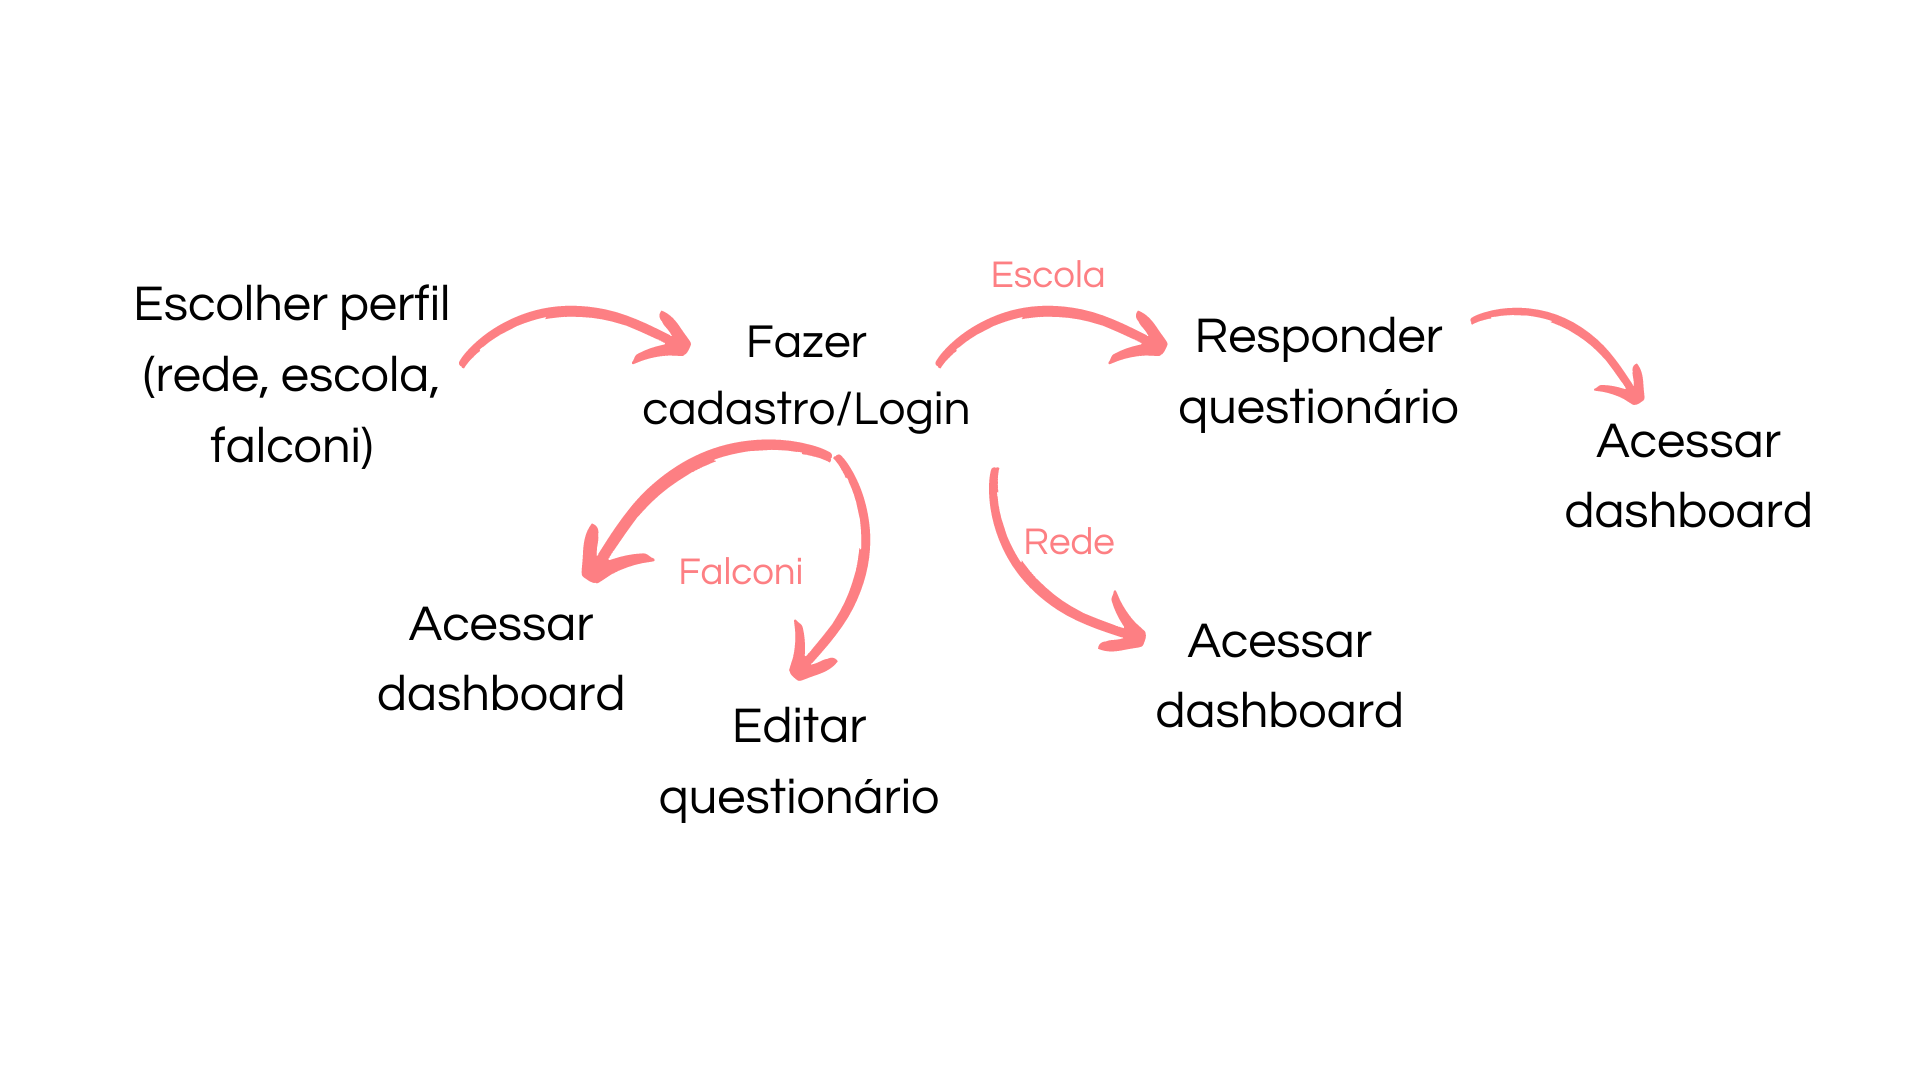 Escolher perfil
(rede, escola,
falconi)
Fazer
cadastro/Login
Escola
Responder
questionário
Acessar
dashboard
Falconi
Acessar
dashboard
Editar
questionário
Rede
Acessar
dashboard